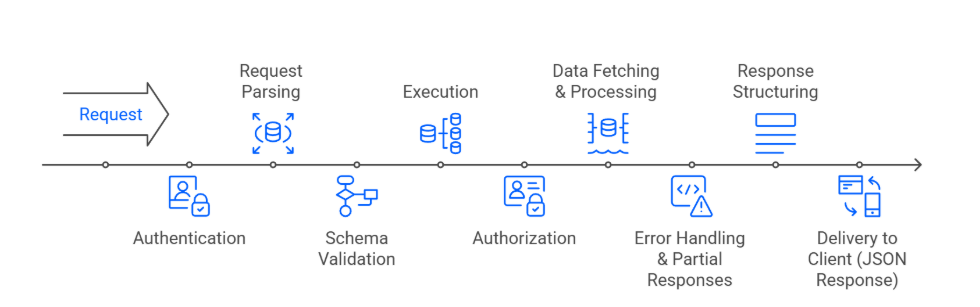 Request
Authentication
Request
Parsing
Schema
Validation
Execution
Authorization
Data Fetching
& Processing
Error Handling
& Partial
Responses
Response
Structuring
Delivery to
Client (JSON
Response)